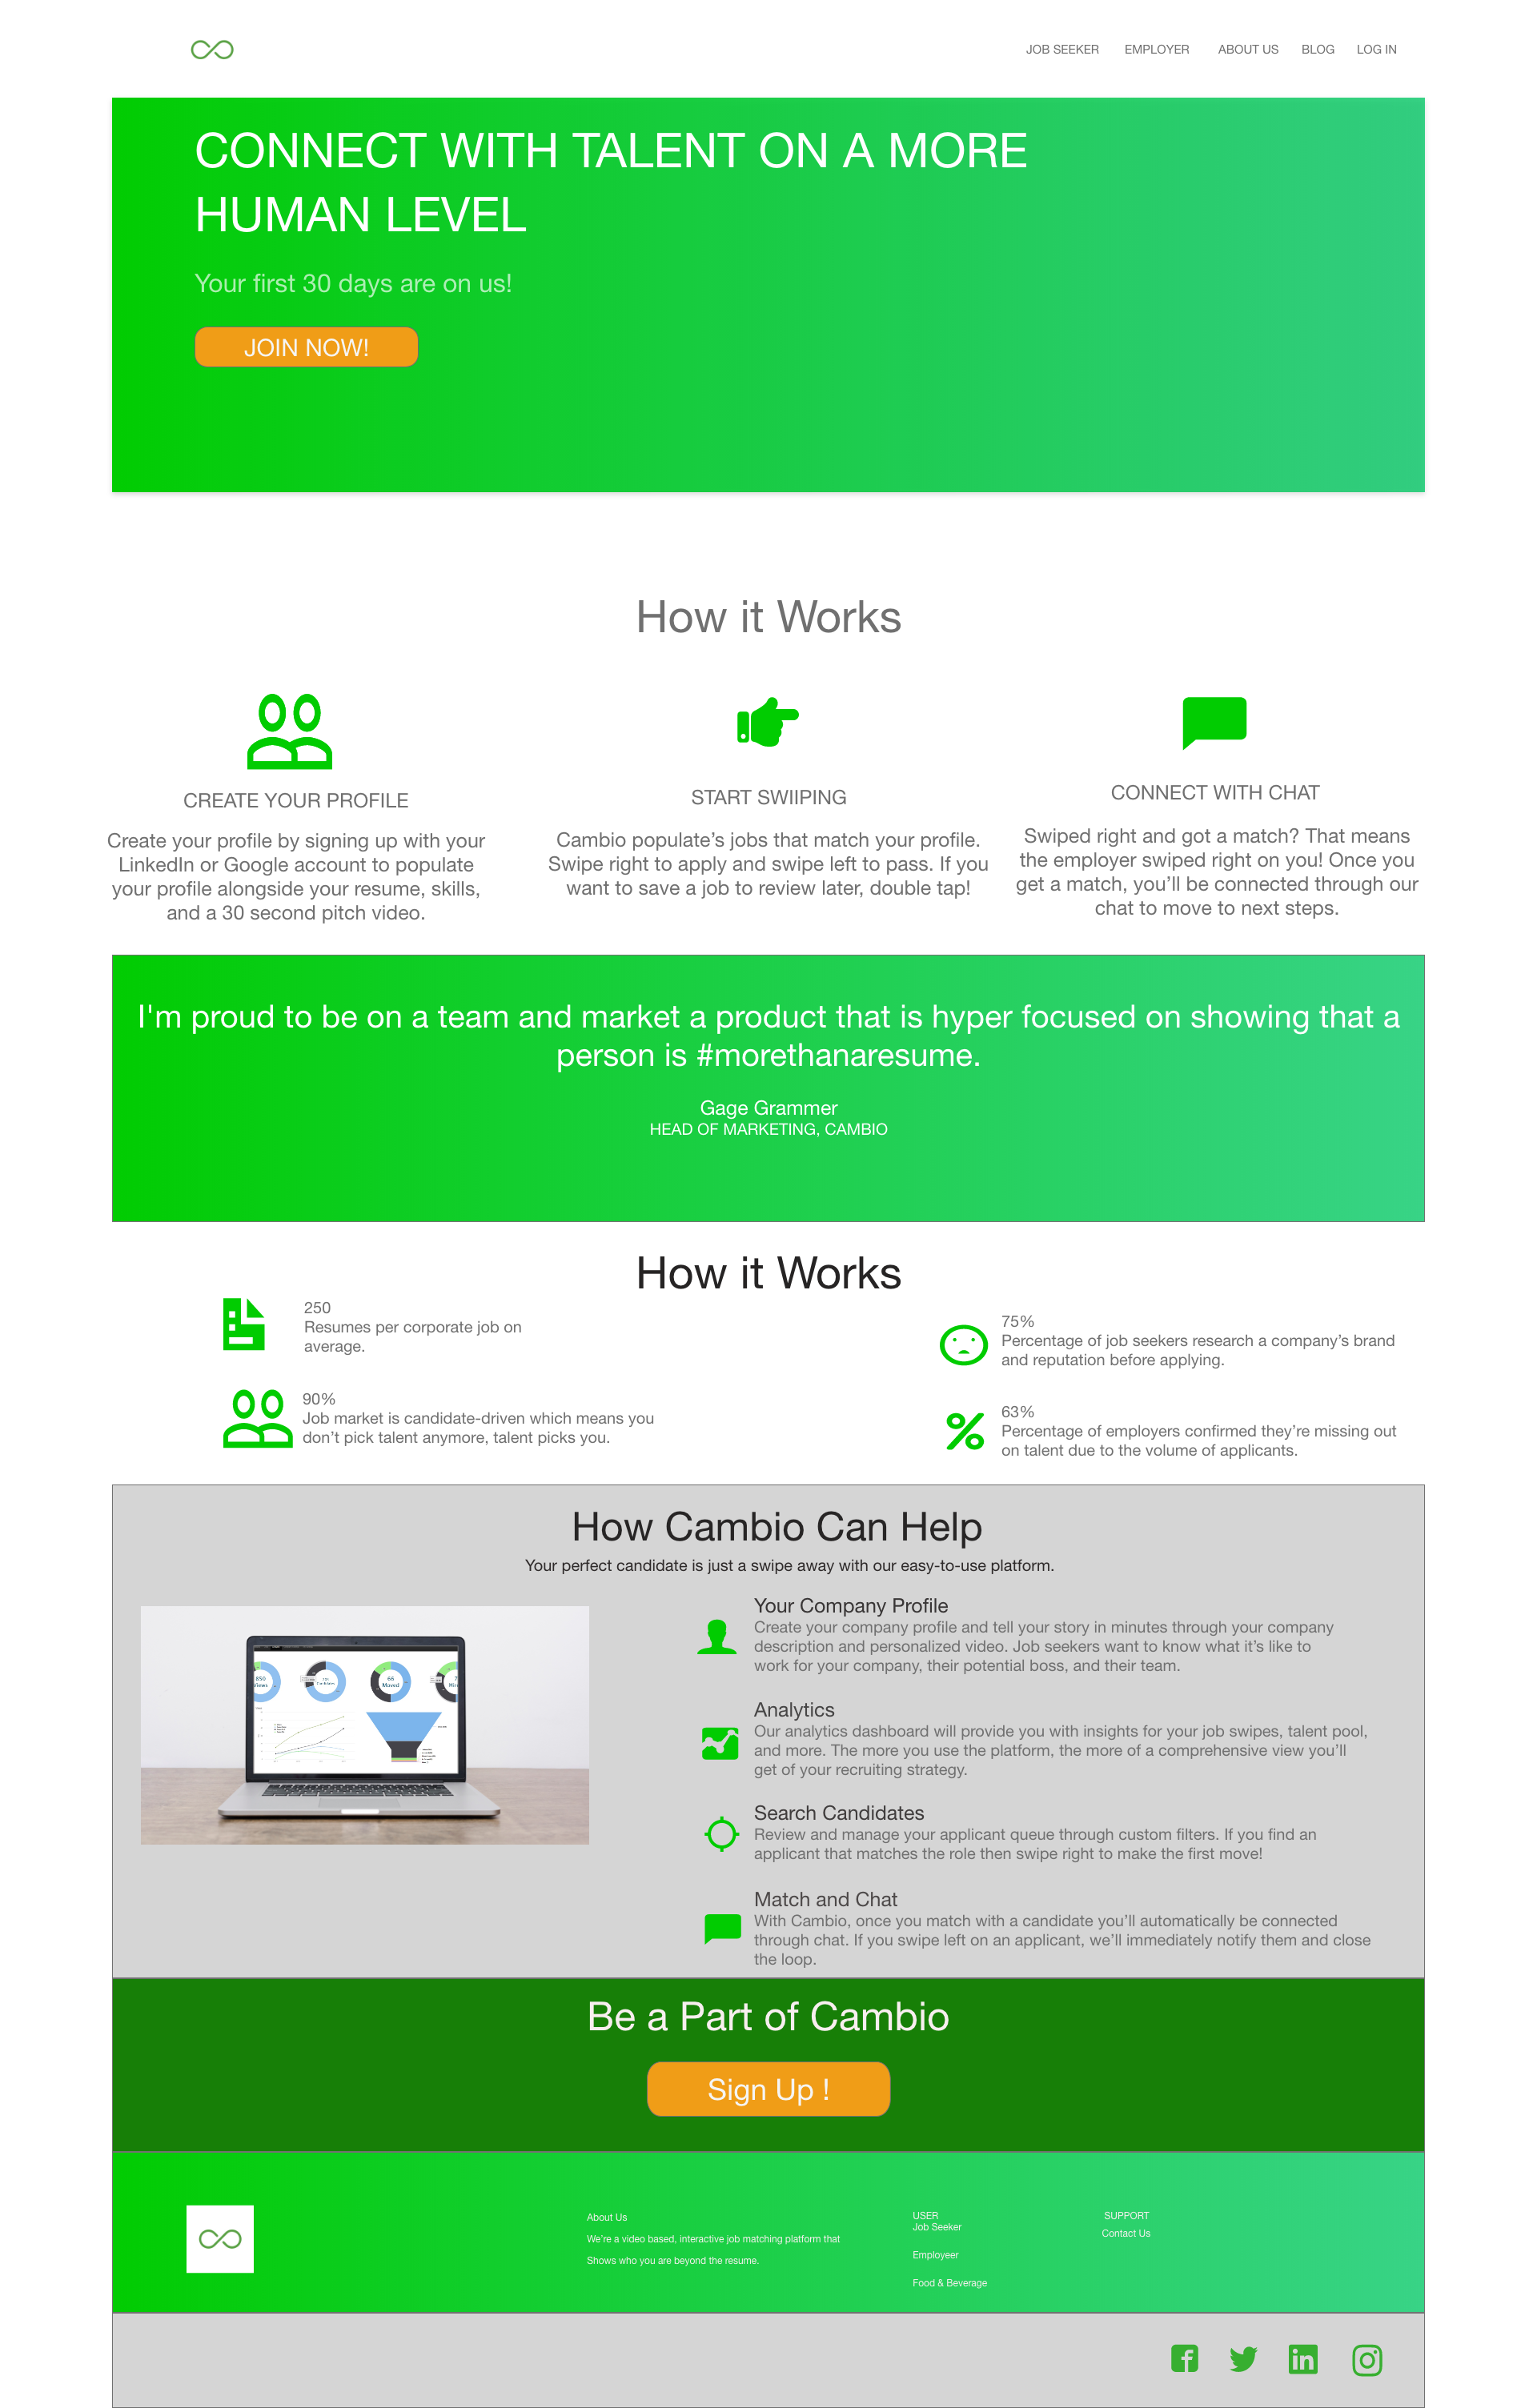 JOB SEEKER EMPLOYER ABOUT US BLOG LOG IN
CONNECT WITH TALENT ON A MORE
HUMAN LEVEL
Your first 30 days are on us!
JOIN NOW!
How it Works
CREATE YOUR PROFILE
Create your profile by signing up with your
LinkedIn or Google account to populate
your profile alongside your resume, skills,
and a 30 second pitch video.
START SWIIPING
Cambio populate’s jobs that match your profile.
Swipe right to apply and swipe left to pass. If you
want to save a job to review later, double tap!
CONNECT WITH CHAT
Swiped right and got a match? That means
the employer swiped right on you! Once you
get a match, you’ll be connected through our
chat to move to next steps.
I'm proud to be on a team and market a product that is hyper focused on showing that a
person is #morethanaresume.
Gage Grammer
HEAD OF MARKETING, CAMBIO
How it Works
250
Resumes per corporate job on
average.
90%
Job market is candidate-driven which means you
don’t pick talent anymore, talent picks you.
75%
Percentage of job seekers research a company’s brand
and reputation before applying.
63%
Percentage of employers confirmed they’re missing out
on talent due to the volume of applicants.
How Cambio Can Help
Your perfect candidate is just a swipe away with our easy-to-use platform.
850
Views
66
Moved
Your Company Profile
Create your company profile and tell your story in minutes through your company
description and personalized video. Job seekers want to know what it’s like to
work for your company, their potential boss, and their team.
Analytics
Our analytics dashboard will provide you with insights for your job swipes, talent pool,
and more. The more you use the platform, the more of a comprehensive view you’ll
get of your recruiting strategy.
Search Candidates
Review and manage your applicant queue through custom filters. If you find an
applicant that matches the role then swipe right to make the first move!
Match and Chat
With Cambio, once you match with a candidate you’ll automatically be connected
through chat. If you swipe left on an applicant, we’ll immediately notify them and close
the loop.
Be a Part of Cambio
Sign Up !
About Us
We’re a video based, interactive job matching platform that
Shows who you are beyond the resume.
USER
Job Seeker
Employeer
Food & Beverage
SUPPORT
Contact Us